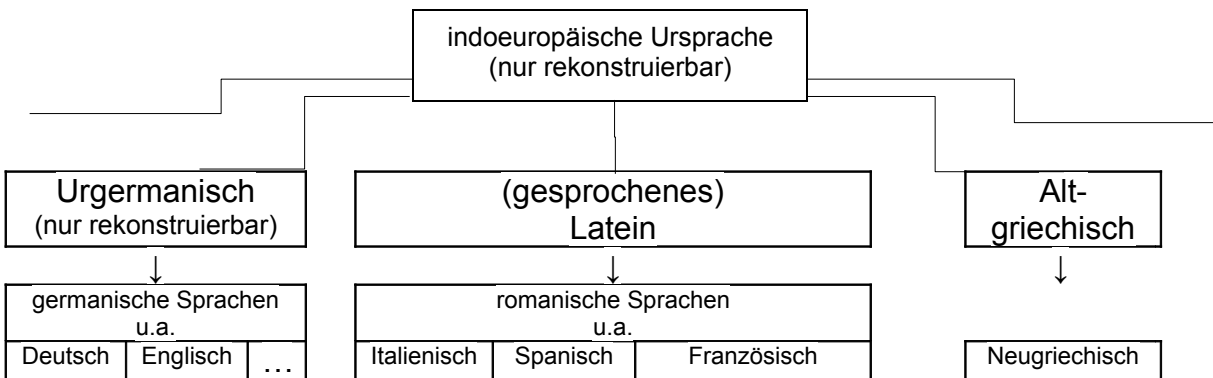 indoeuropäische Ursprache
(nur rekonstruierbar)
Urgermanisch
(nur rekonstruierbar)
(gesprochenes)
Latein
Alt-
griechisch
↓
↓
↓
germanische Sprachen
u.a.
romanische Sprachen
u.a.
Deutsch
Englisch
...
Italienisch
Spanisch
Französisch
Neugriechisch